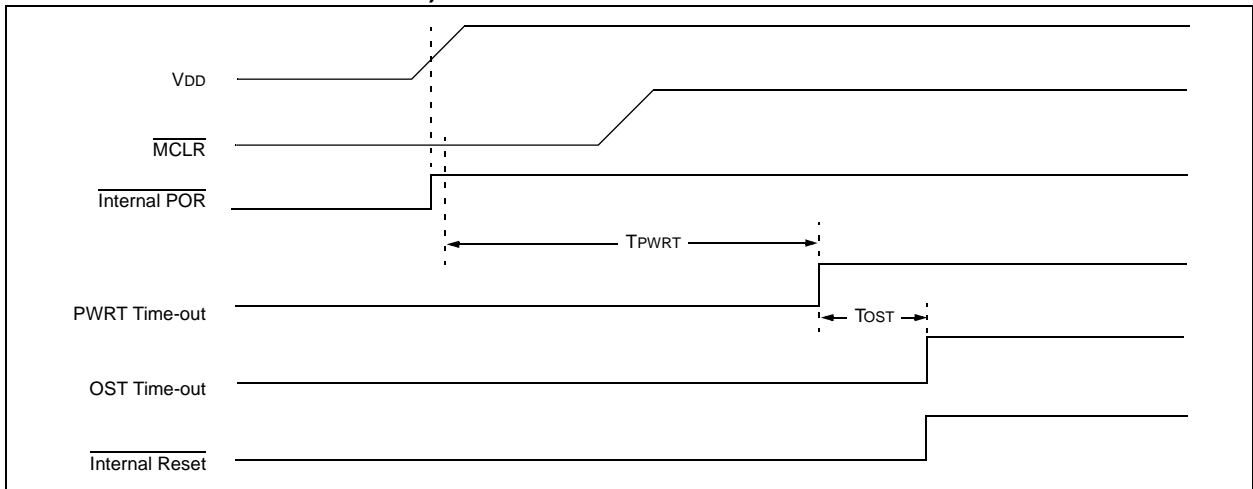 VDD
MCLR
Internal POR
TPWRT
PWRT Time-out
TOST
OST Time-out
Internal Reset